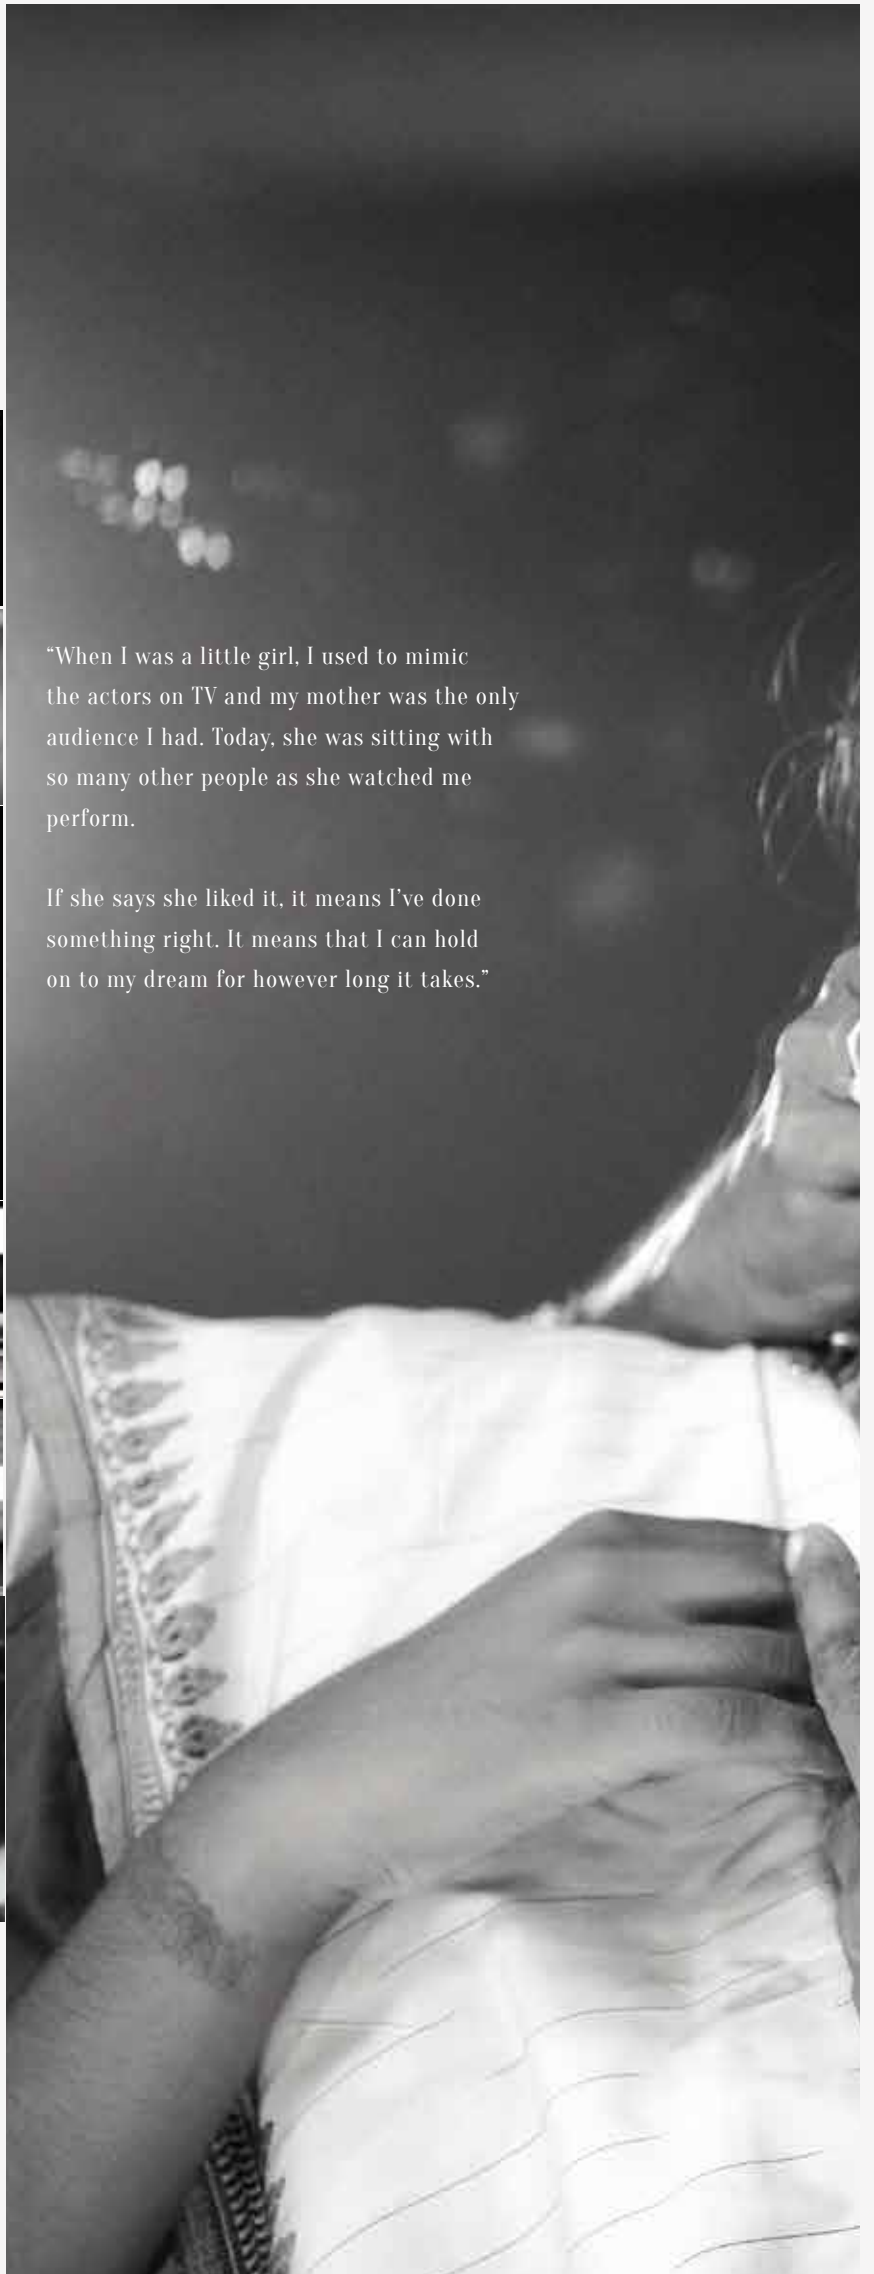 “When I was a little girl, I used to mimic
the actors on TV and my mother was the only
audience I had. Today, she was sitting with
so many other people as she watched me
perform.
If she says she liked it, it means I’ve done
something right. It means that I can hold
on to my dream for however long it takes.”